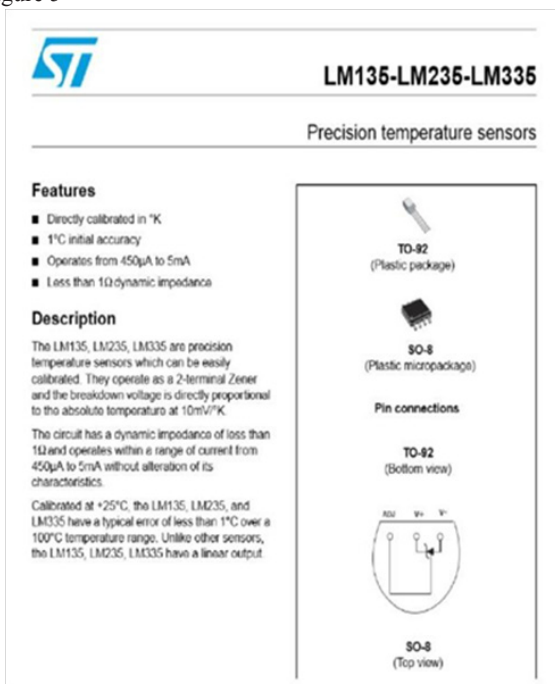 ST
LM135-LM235-LM335
Precision temperature sensors
Features
■ Directly calibrated in °K
■ 1°C initial accuracy
■ Operates from 450µA to 5mA
■ Less than 1Ω dynamic impedance
Description
The LM135, LM235, LM335 are precision
temperature sensors which can be easily
calibrated. They operate as a 2-terminal Zener
and the breakdown voltage is directly proportional
to the absolute temperature at 10mV/°K.
The circuit has a dynamic impedance of less than
1Ω and operates within a range of current from
450µA to 5mA without alteration of its
characteristics.
Calibrated at +25°C, the LM135, LM235, and
LM335 have a typical error of less than 1°C over a
100°C temperature range. Unlike other sensors,
the LM135, LM235, LM335 have a linear output.
TO-92
(Plastic package)
SO-8
(Plastic micropackage)
Pin connections
TO-92
(Bottom view)
ADJ V+ V-
SO-8
(Top view)